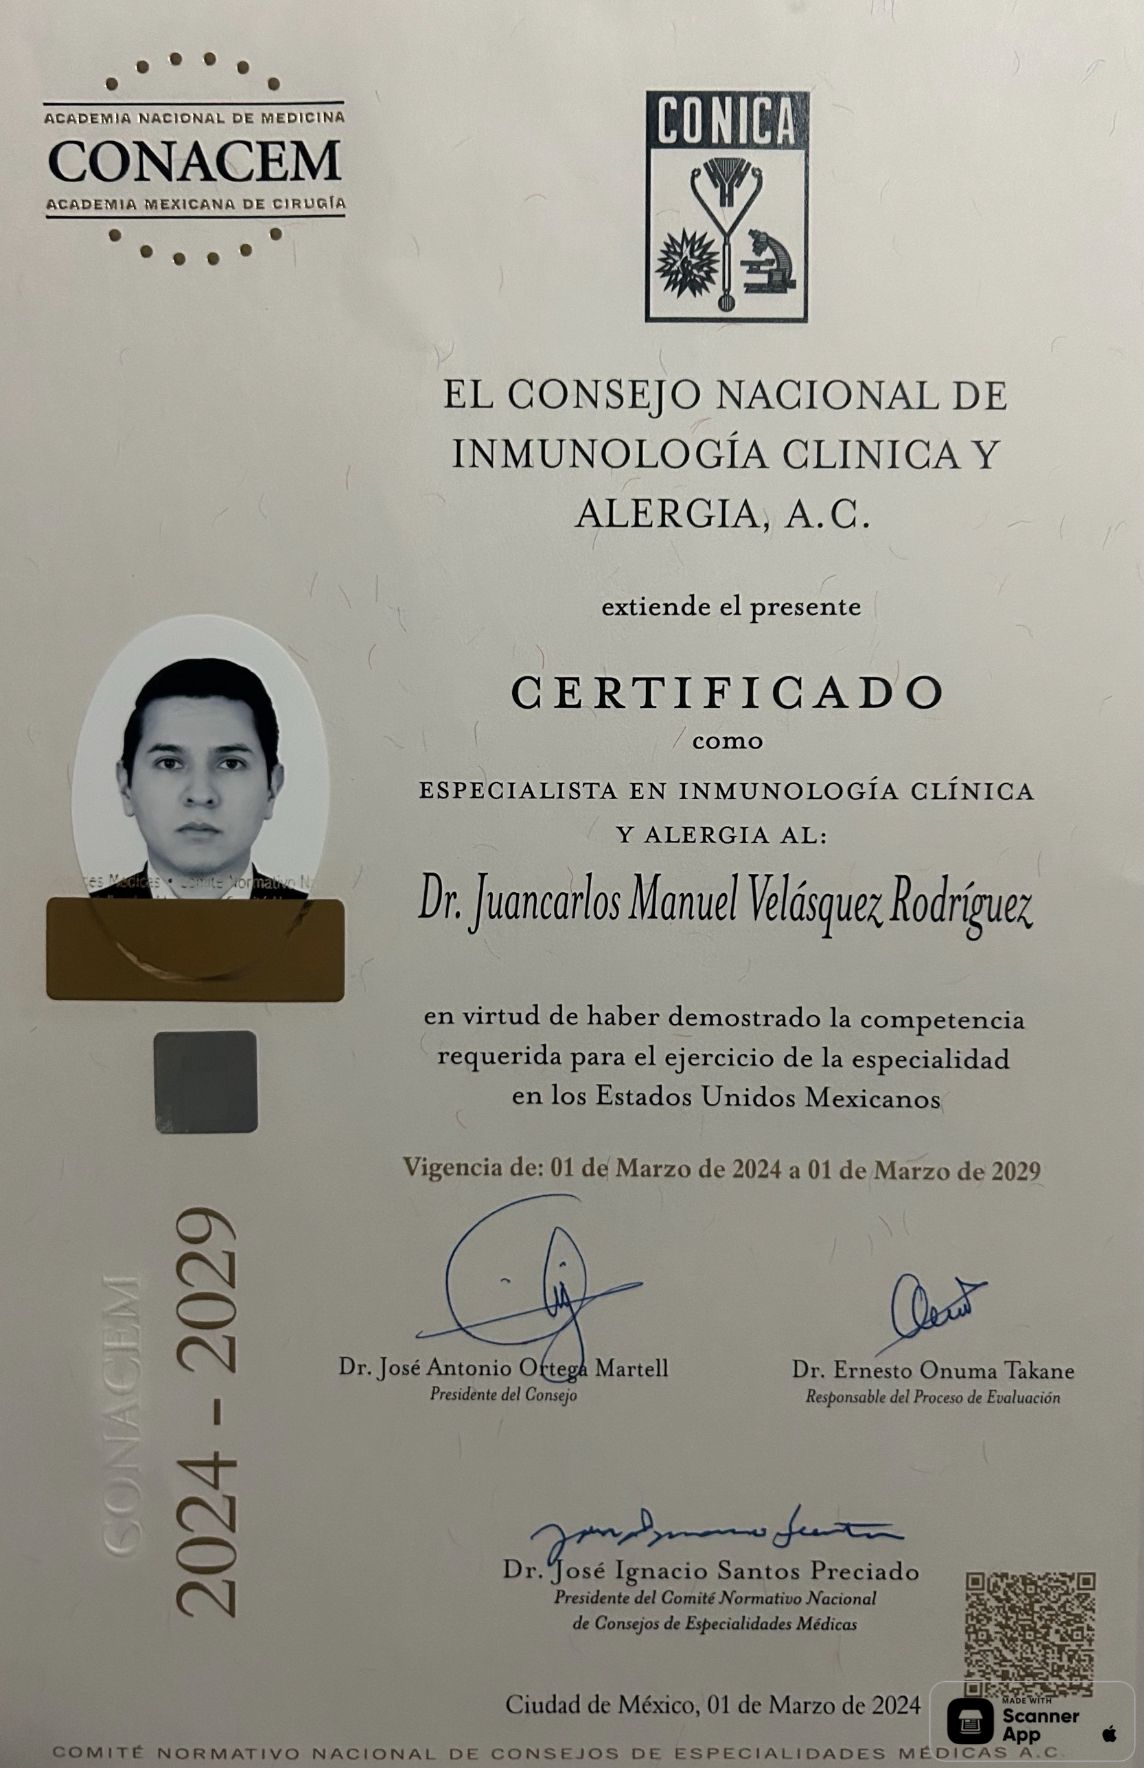 ACADEMIA NACIONAL DE MEDICINA
CONACEM
ACADEMIA MEXICANA DE CIRUGÍA
CONICA
EL CONSEJO NACIONAL DE
INMUNOLOGÍA CLINICA Y
ALERGIA, A.C.
extiende el presente
CERTIFICADO
como
ESPECIALISTA EN INMUNOLOGÍA CLÍNICA
Y ALERGIA AL:
Dr. Juancarlos Manuel Velásquez Rodríguez
en virtud de haber demostrado la competencia
requerida para el ejercicio de la especialidad
en los Estados Unidos Mexicanos
Vigencia de: 01 de Marzo de 2024 a 01 de Marzo de 2029
CONACEM
2024 - 2029
Dr. José Antonio Ortega Martell
Presidente del Consejo
Dr. Ernesto Onuma Takane
Responsable del Proceso de Evaluación
Dr. José Ignacio Santos Preciado
Presidente del Comité Normativo Nacional
de Consejos de Especialidades Médicas
Ciudad de México, 01 de Marzo de 2024
MADE WITH
Scanner
App
COMITÉ NORMATIVO NACIONAL DE CONSEJOS DE ESPECIALIDADES MÉDICAS A.C.